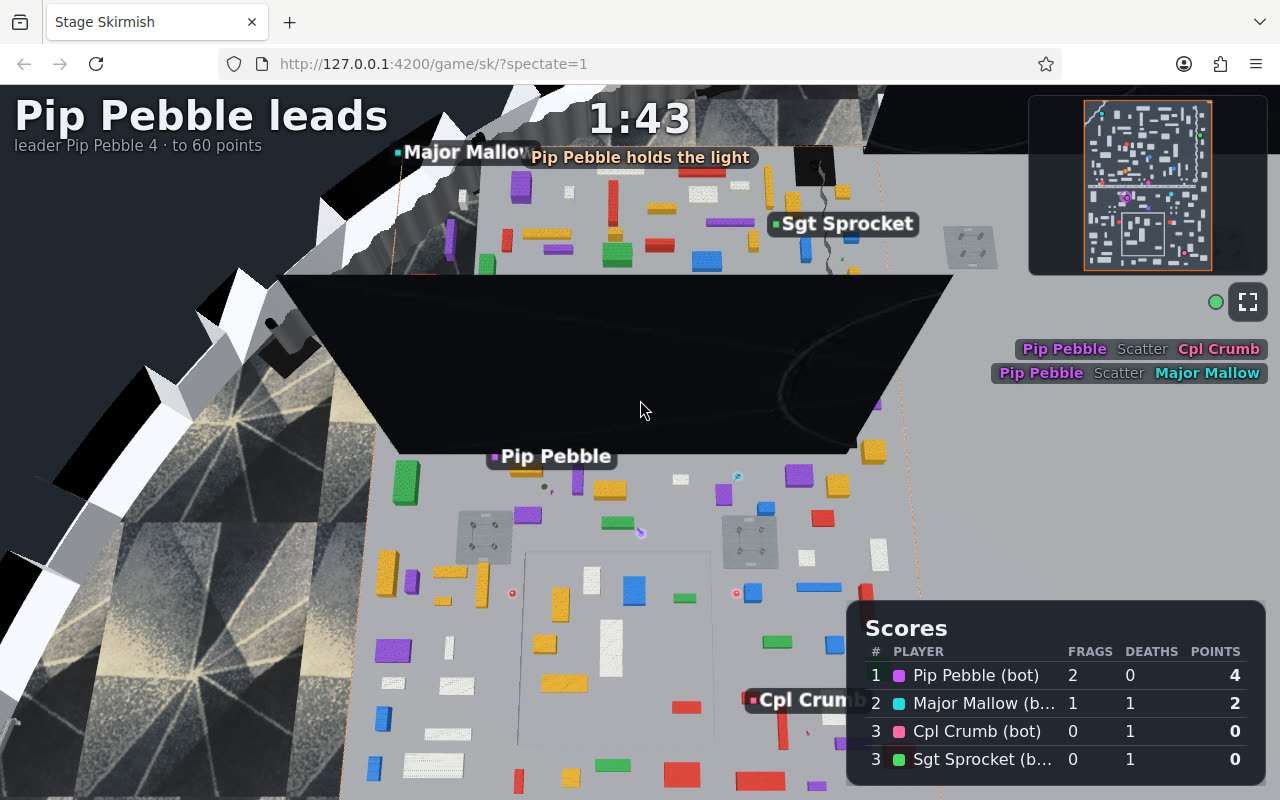 Stage Skirmish
http://127.0.0.1:4200/game/sk/?spectate=1
Pip Pebble leads
leader Pip Pebble 4 · to 60 points
1:43
Major Mallow
Pip Pebble holds the light
Sgt Sprocket
Pip Pebble Scatter Cpl Crumb
Pip Pebble Scatter Major Mallow
Pip Pebble
Cpl Crumb
Scores
# PLAYER FRAGS DEATHS POINTS
1 Pip Pebble (bot) 2 0 4
2 Major Mallow (b… 1 1 2
3 Cpl Crumb (bot) 0 1 0
3 Sgt Sprocket (b… 0 1 0